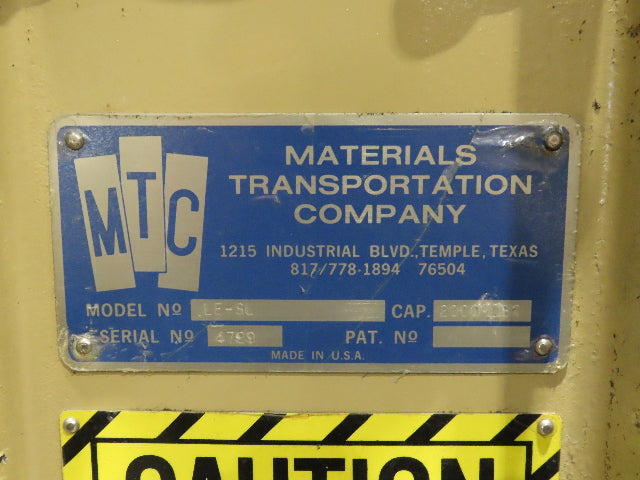 MTC
MATERIALS
TRANSPORTATION
COMPANY
1215 INDUSTRIAL BLVD., TEMPLE, TEXAS
817/778-1894 76504
MODEL Nº CAP.
SERIAL Nº PAT. Nº
MADE IN U.S.A.
CAUTION